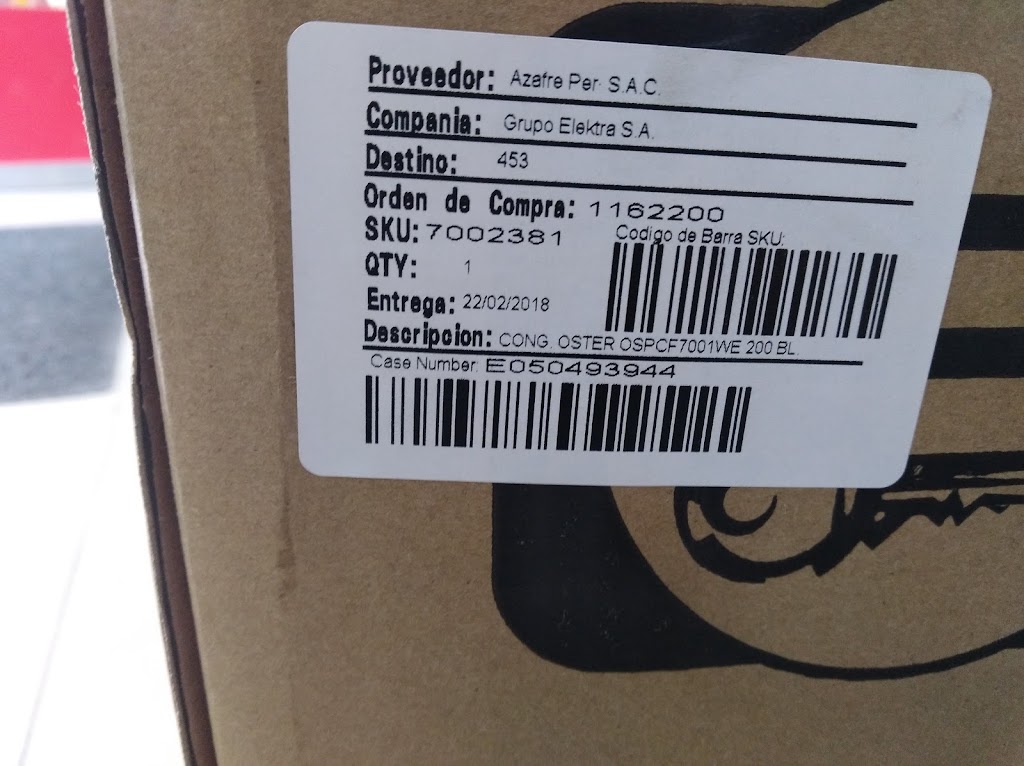 Proveedor: Azafre Per S.A.C.
Compania: Grupo Elektra S.A.
Destino: 453
Orden de Compra: 1162200
SKU: 7002381 Codigo de Barra SKU:
QTY: 1
Entrega: 22/02/2018
Descripcion: CONG. OSTER OSPCF7001WE 200 BL.
Case Number: E050493944